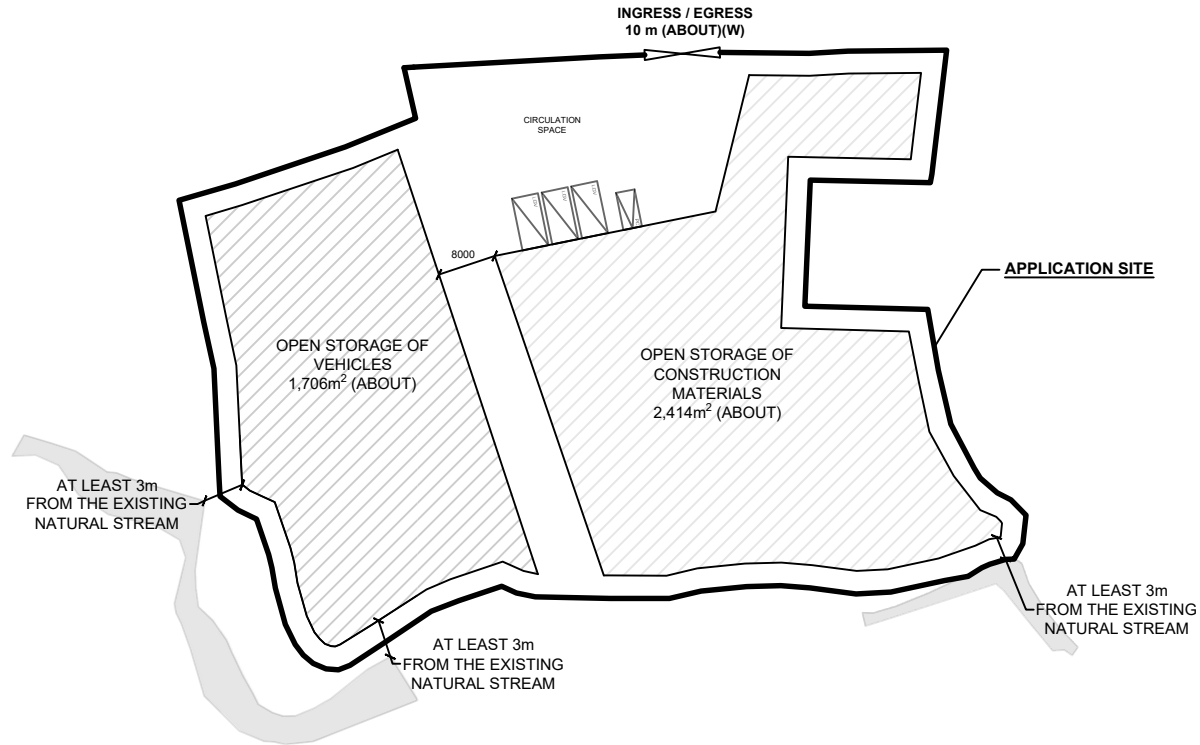 INGRESS / EGRESS
10 m (ABOUT)(W)
CIRCULATION
SPACE
8000
APPLICATION SITE
OPEN STORAGE OF
VEHICLES
1,706m² (ABOUT)
OPEN STORAGE OF
CONSTRUCTION
MATERIALS
2,414m² (ABOUT)
AT LEAST 3m
FROM THE EXISTING
NATURAL STREAM
AT LEAST 3m
FROM THE EXISTING
NATURAL STREAM
AT LEAST 3m
FROM THE EXISTING
NATURAL STREAM